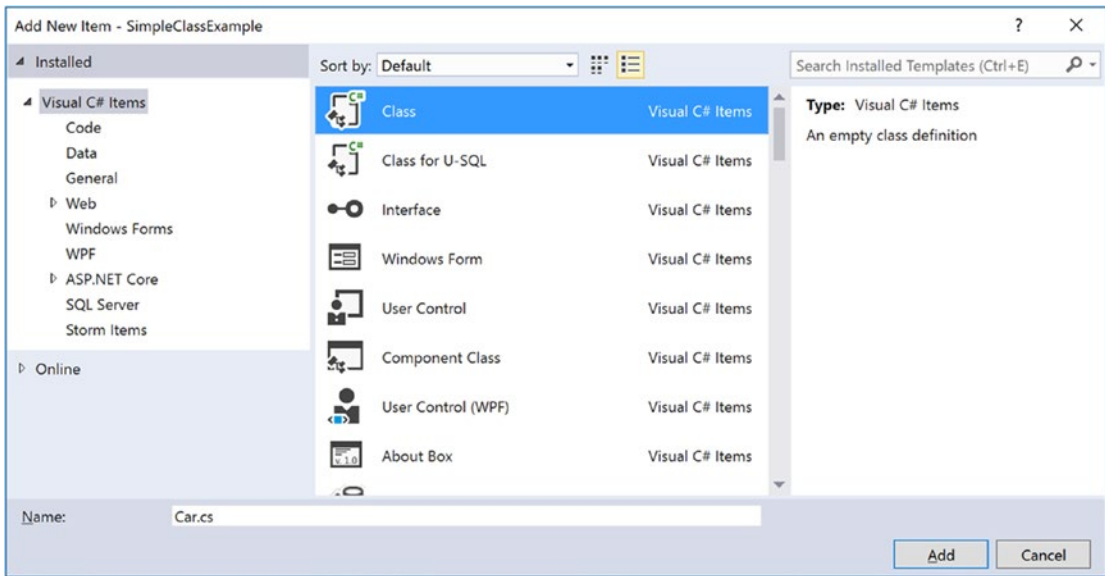 Add New Item - SimpleClassExample
? ×
Installed
Sort by: Default
Search Installed Templates (Ctrl+E)
Visual C# Items
Code
Data
General
Web
Windows Forms
WPF
ASP.NET Core
SQL Server
Storm Items
Online
Class Visual C# Items
Class for U-SQL Visual C# Items
Interface Visual C# Items
Windows Form Visual C# Items
User Control Visual C# Items
Component Class Visual C# Items
User Control (WPF) Visual C# Items
About Box Visual C# Items
Type: Visual C# Items
An empty class definition
Name: Car.cs
Add Cancel